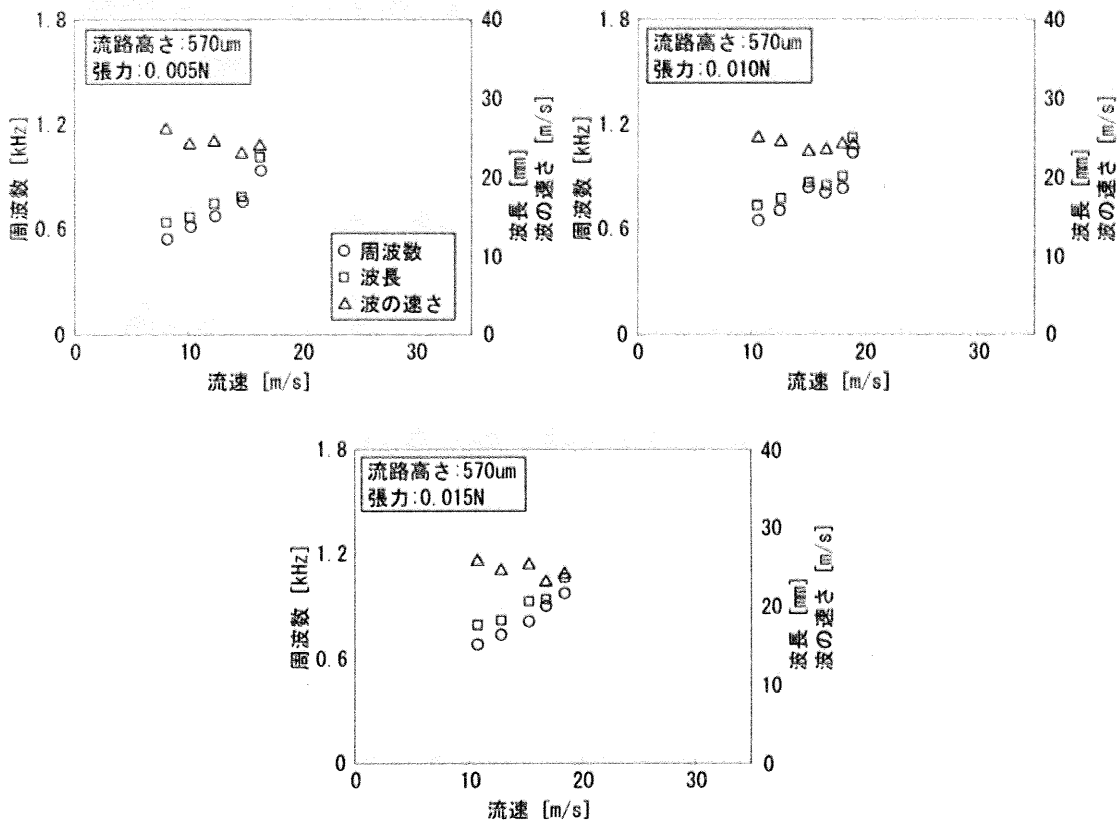 1.8
1.2
0.6
0
周波数 [kHz]
流路高さ:570um
張力:0.005N
周波数
波長
波の速さ
40
30
20
10
0
波長 [mm]
波の速さ [m/s]
0
10
20
30
流速 [m/s]
1.8
1.2
0.6
0
周波数 [kHz]
流路高さ:570um
張力:0.010N
40
30
20
10
0
波長 [mm]
波の速さ [m/s]
0
10
20
30
流速 [m/s]
1.8
1.2
0.6
0
周波数 [kHz]
流路高さ:570um
張力:0.015N
40
30
20
10
0
波長 [mm]
波の速さ [m/s]
0
10
20
30
流速 [m/s]